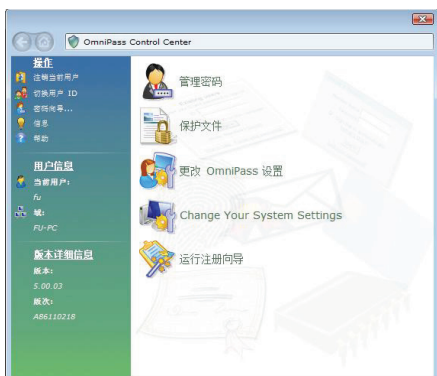 OmniPass Control Center
操作
注销当前用户
切换用户 ID
密码向导...
信息
帮助
用户信息
当前用户:
fu
域:
FU-PC
版本详细信息
版本:
5.00.03
版次:
AB6110218
管理密码
保护文件
更改 OmniPass 设置
Change Your System Settings
运行注册向导